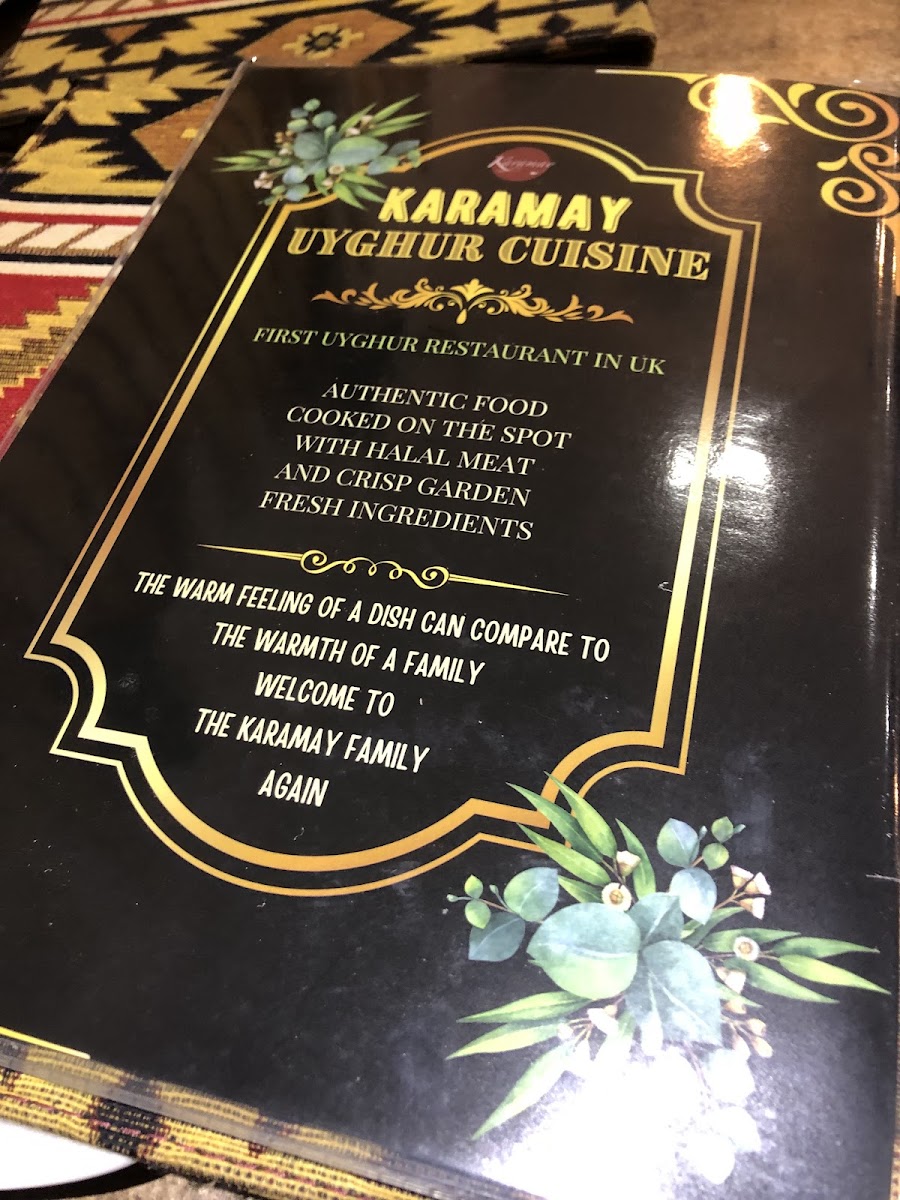 Karamay
KARAMAY
UYGHUR CUISINE
FIRST UYGHUR RESTAURANT IN UK
AUTHENTIC FOOD
COOKED ON THE SPOT
WITH HALAL MEAT
AND CRISP GARDEN
FRESH INGREDIENTS
THE WARM FEELING OF A DISH CAN COMPARE TO
THE WARMTH OF A FAMILY
WELCOME TO
THE KARAMAY FAMILY
AGAIN